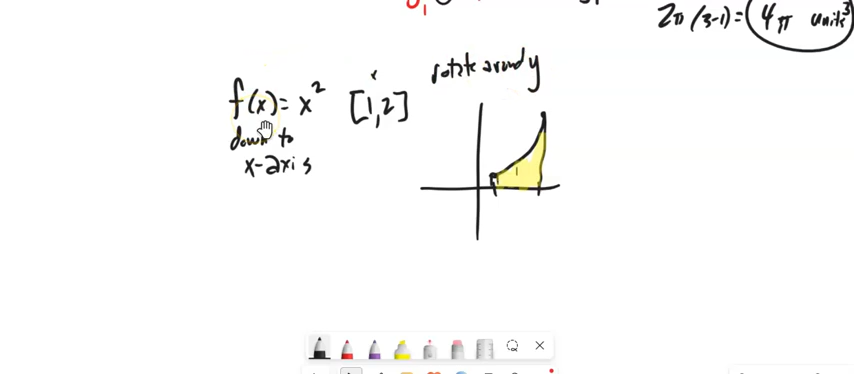 2π (3-1) = 4π units³
rotate around y
f(x) = x² [1,2]
down to
x-axis